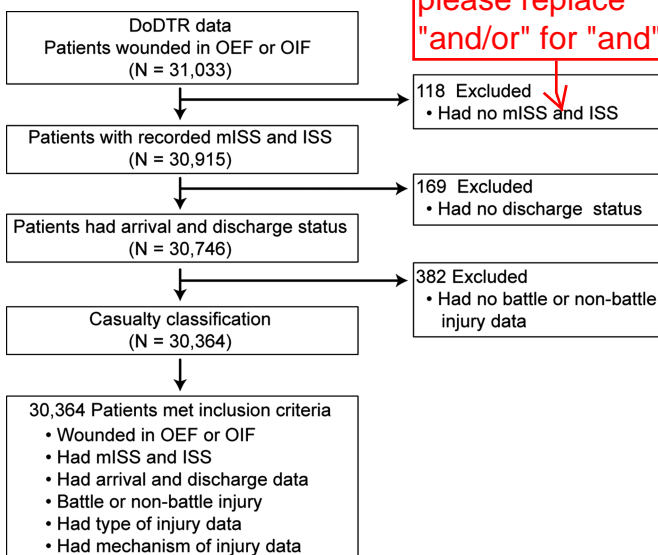 please replace
"and/or" for "and"
DoDTR data
Patients wounded in OEF or OIF
(N = 31,033)
118 Excluded
• Had no mISS and ISS
Patients with recorded mISS and ISS
(N = 30,915)
169 Excluded
• Had no discharge status
Patients had arrival and discharge status
(N = 30,746)
382 Excluded
• Had no battle or non-battle
injury data
Casualty classification
(N = 30,364)
30,364 Patients met inclusion criteria
• Wounded in OEF or OIF
• Had mISS and ISS
• Had arrival and discharge data
• Battle or non-battle injury
• Had type of injury data
• Had mechanism of injury data